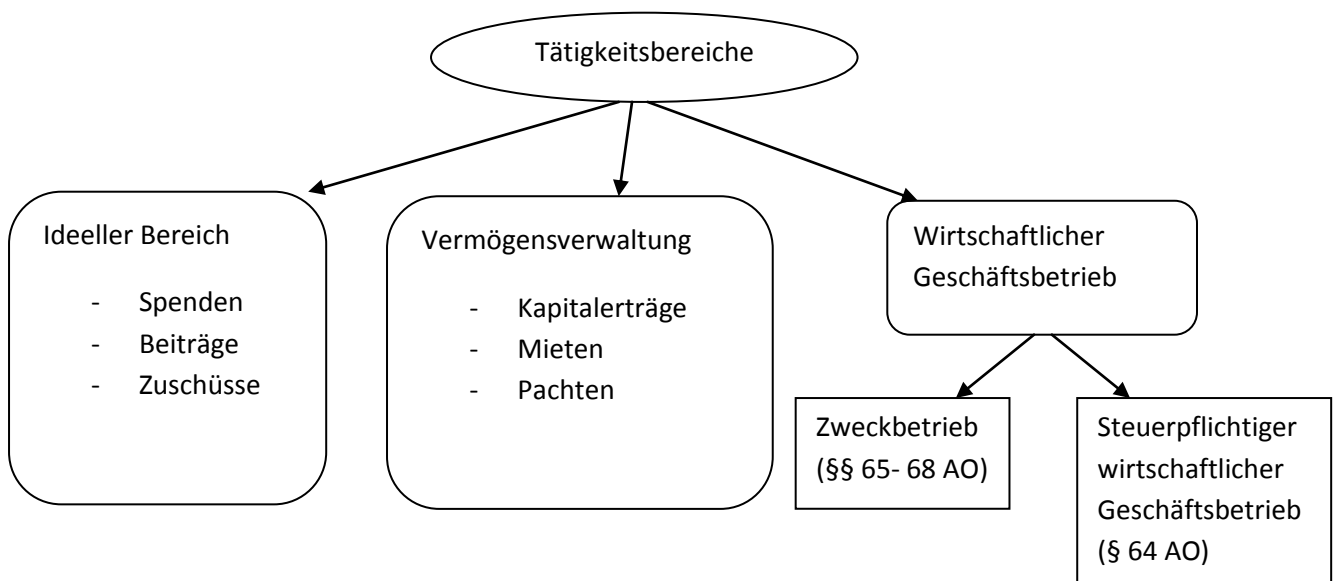 Tätigkeitsbereiche
Ideeller Bereich
- Spenden
- Beiträge
- Zuschüsse
Vermögensverwaltung
- Kapitalerträge
- Mieten
- Pachten
Wirtschaftlicher
Geschäftsbetrieb
Zweckbetrieb
(§§ 65- 68 AO)
Steuerpflichtiger
wirtschaftlicher
Geschäftsbetrieb
(§ 64 AO)